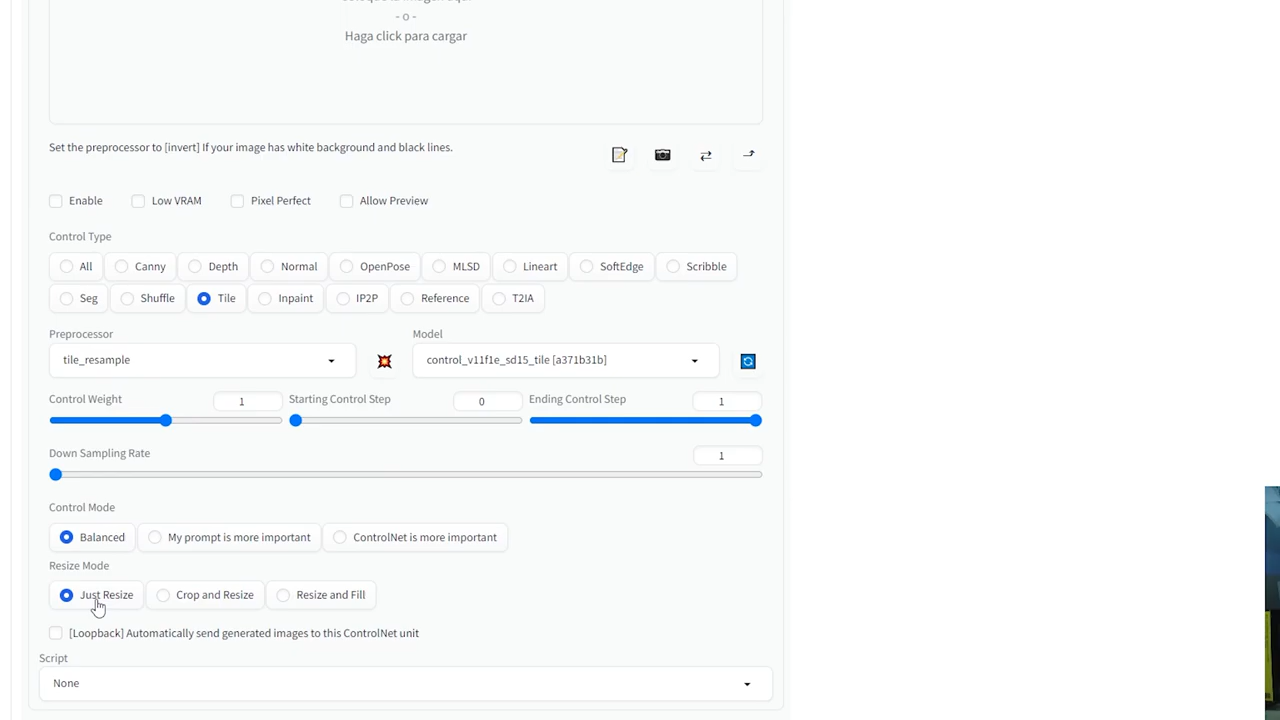 - o -
Haga click para cargar
Set the preprocessor to [invert] If your image has white background and black lines.
Enable Low VRAM Pixel Perfect Allow Preview
Control Type
All Canny Depth Normal OpenPose MLSD Lineart SoftEdge Scribble
Seg Shuffle Tile Inpaint IP2P Reference T2IA
Preprocessor Model
tile_resample control_v11f1e_sd15_tile [a371b31b]
Control Weight 1 Starting Control Step 0 Ending Control Step 1
Down Sampling Rate 1
Control Mode
Balanced My prompt is more important ControlNet is more important
Resize Mode
Just Resize Crop and Resize Resize and Fill
[Loopback] Automatically send generated images to this ControlNet unit
Script
None